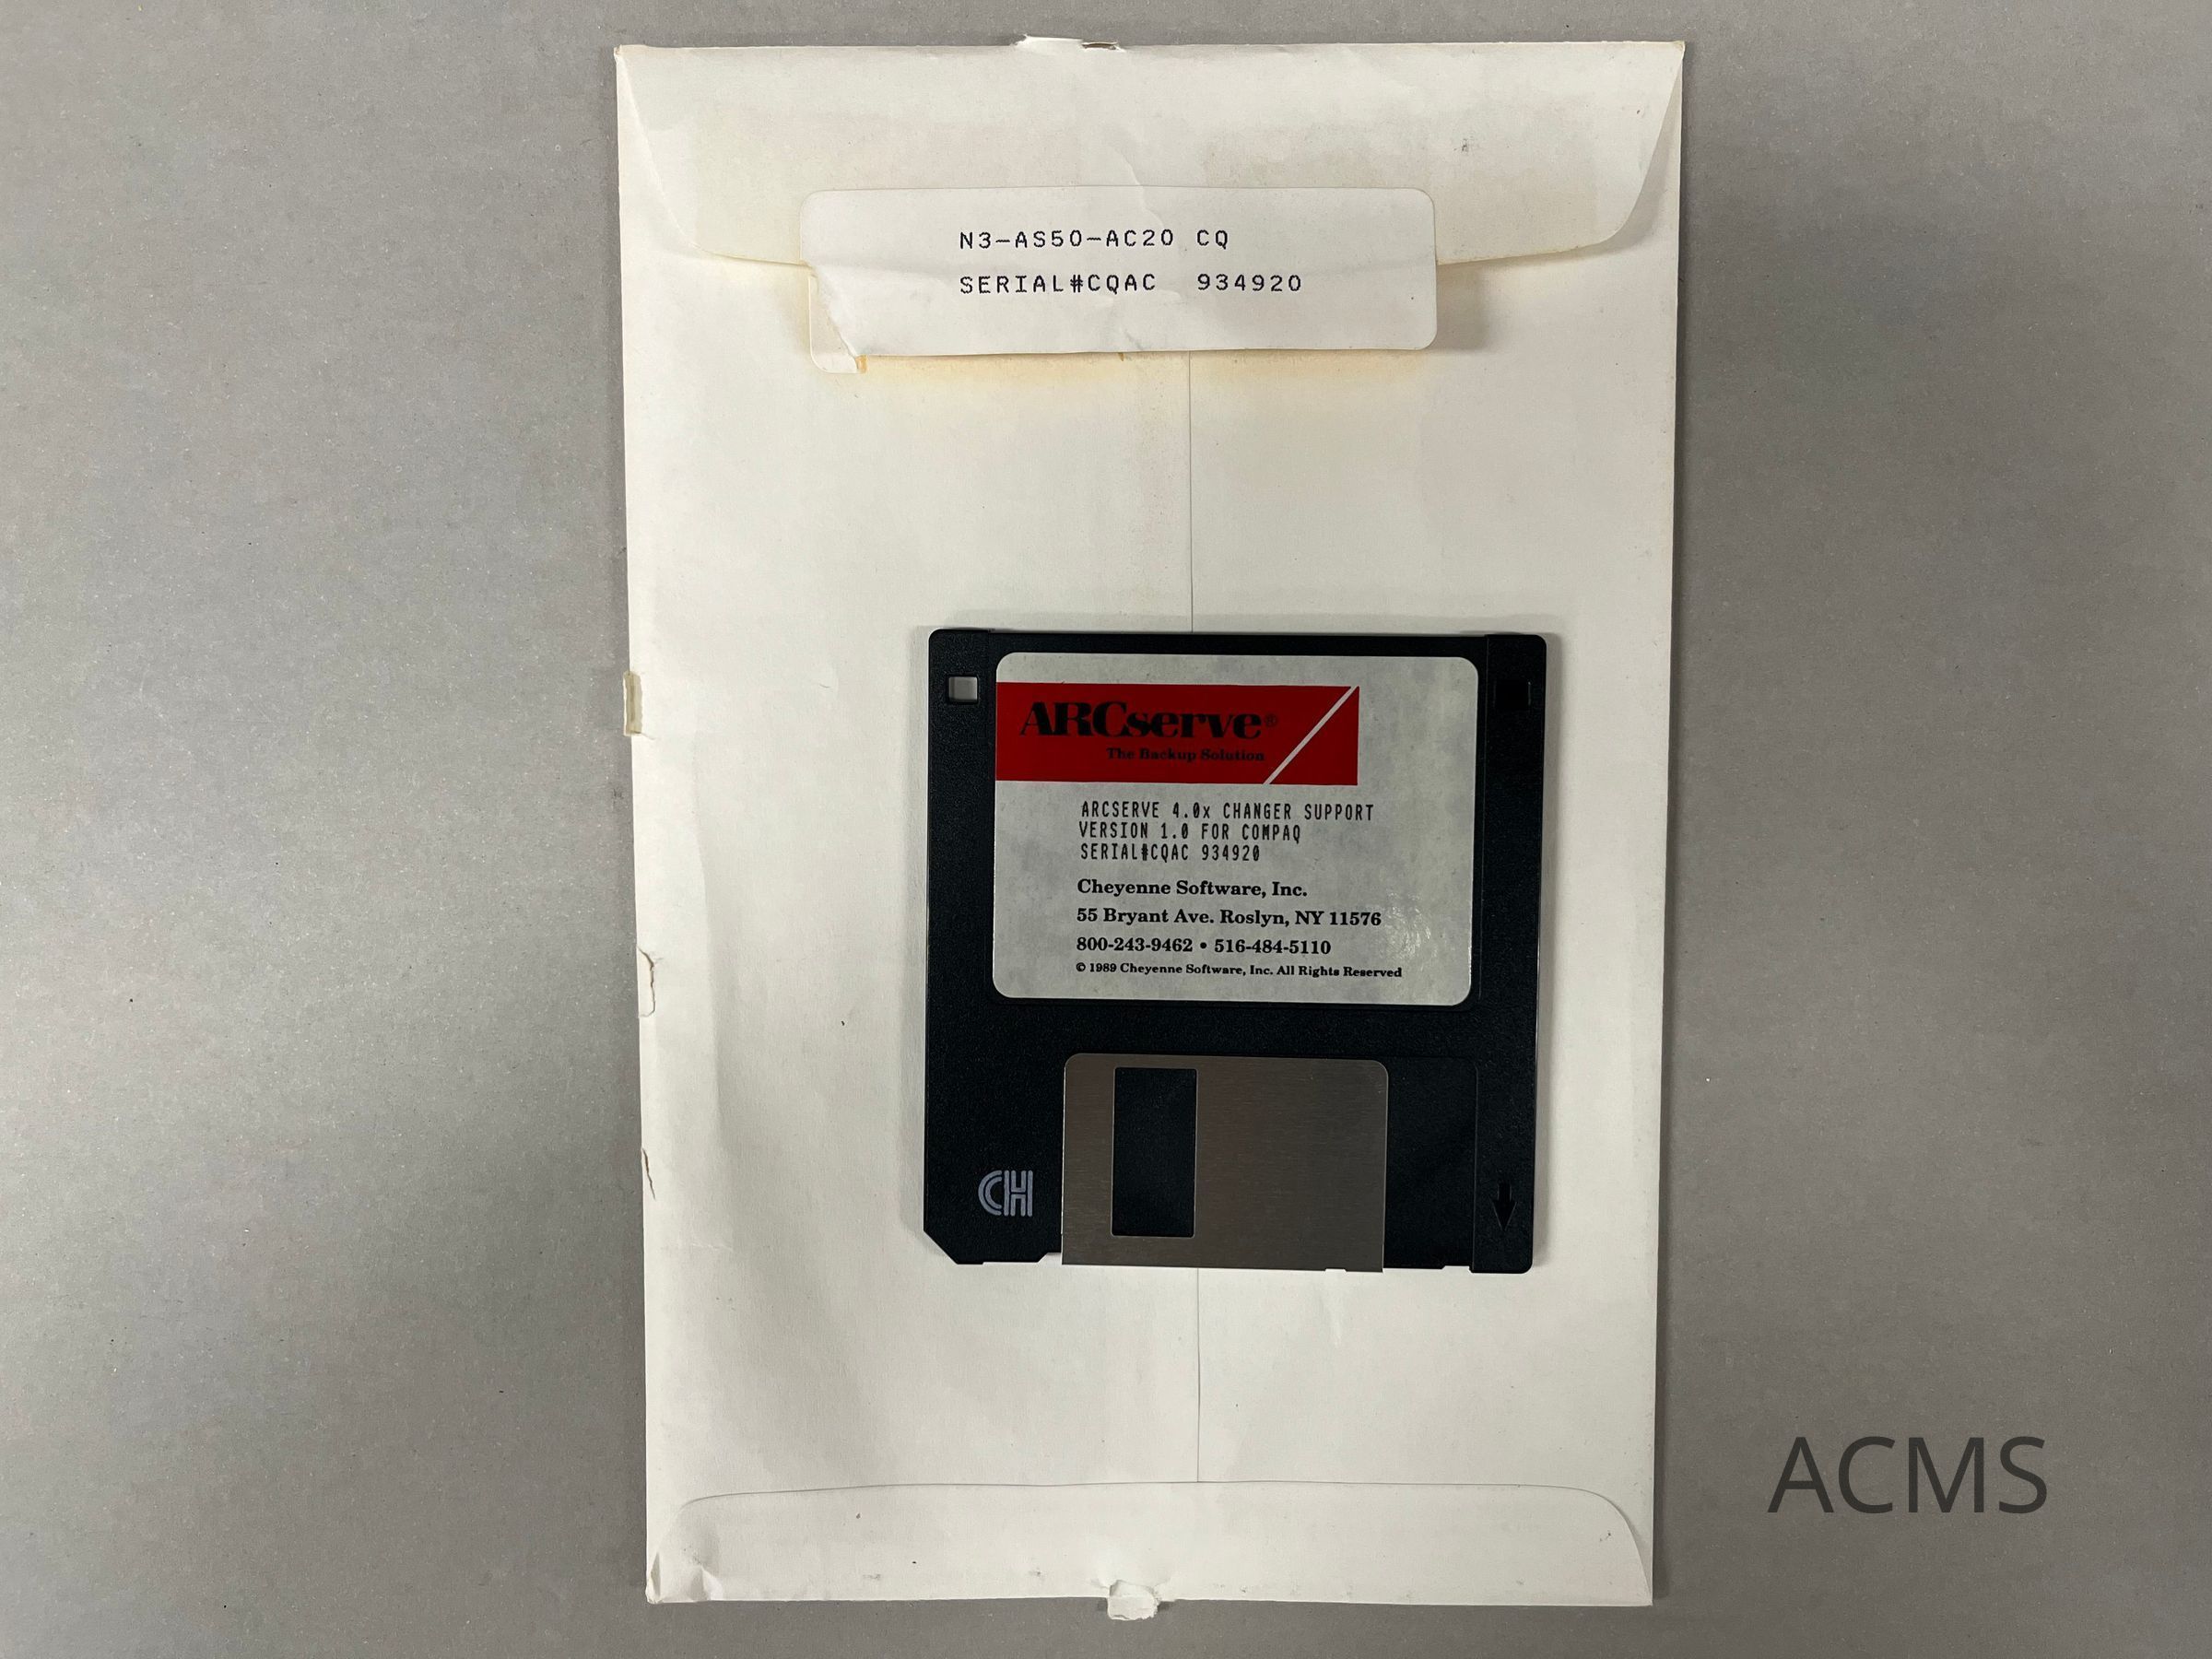 N3-AS50-AC20 CQ
SERIAL#CQAC 934920
ARCserve®
The Backup Solution
ARCSERVE 4.0x CHANGER SUPPORT
VERSION 1.0 FOR COMPAQ
SERIAL#CQAC 934920
Cheyenne Software, Inc.
55 Bryant Ave. Roslyn, NY 11576
800-243-9462 • 516-484-5110
© 1989 Cheyenne Software, Inc. All Rights Reserved
CH
ACMS